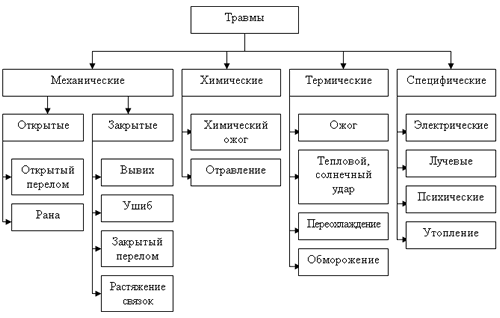 Травмы
Механические
Химические
Термические
Специфические
Открытые
Закрытые
Открытый
перелом
Рана
Вывих
Ушиб
Закрытый
перелом
Растяжение
связок
Химический
ожог
Отравление
Ожог
Тепловой,
солнечный
удар
Переохлаждение
Обморожение
Электрические
Лучевые
Психические
Утопление